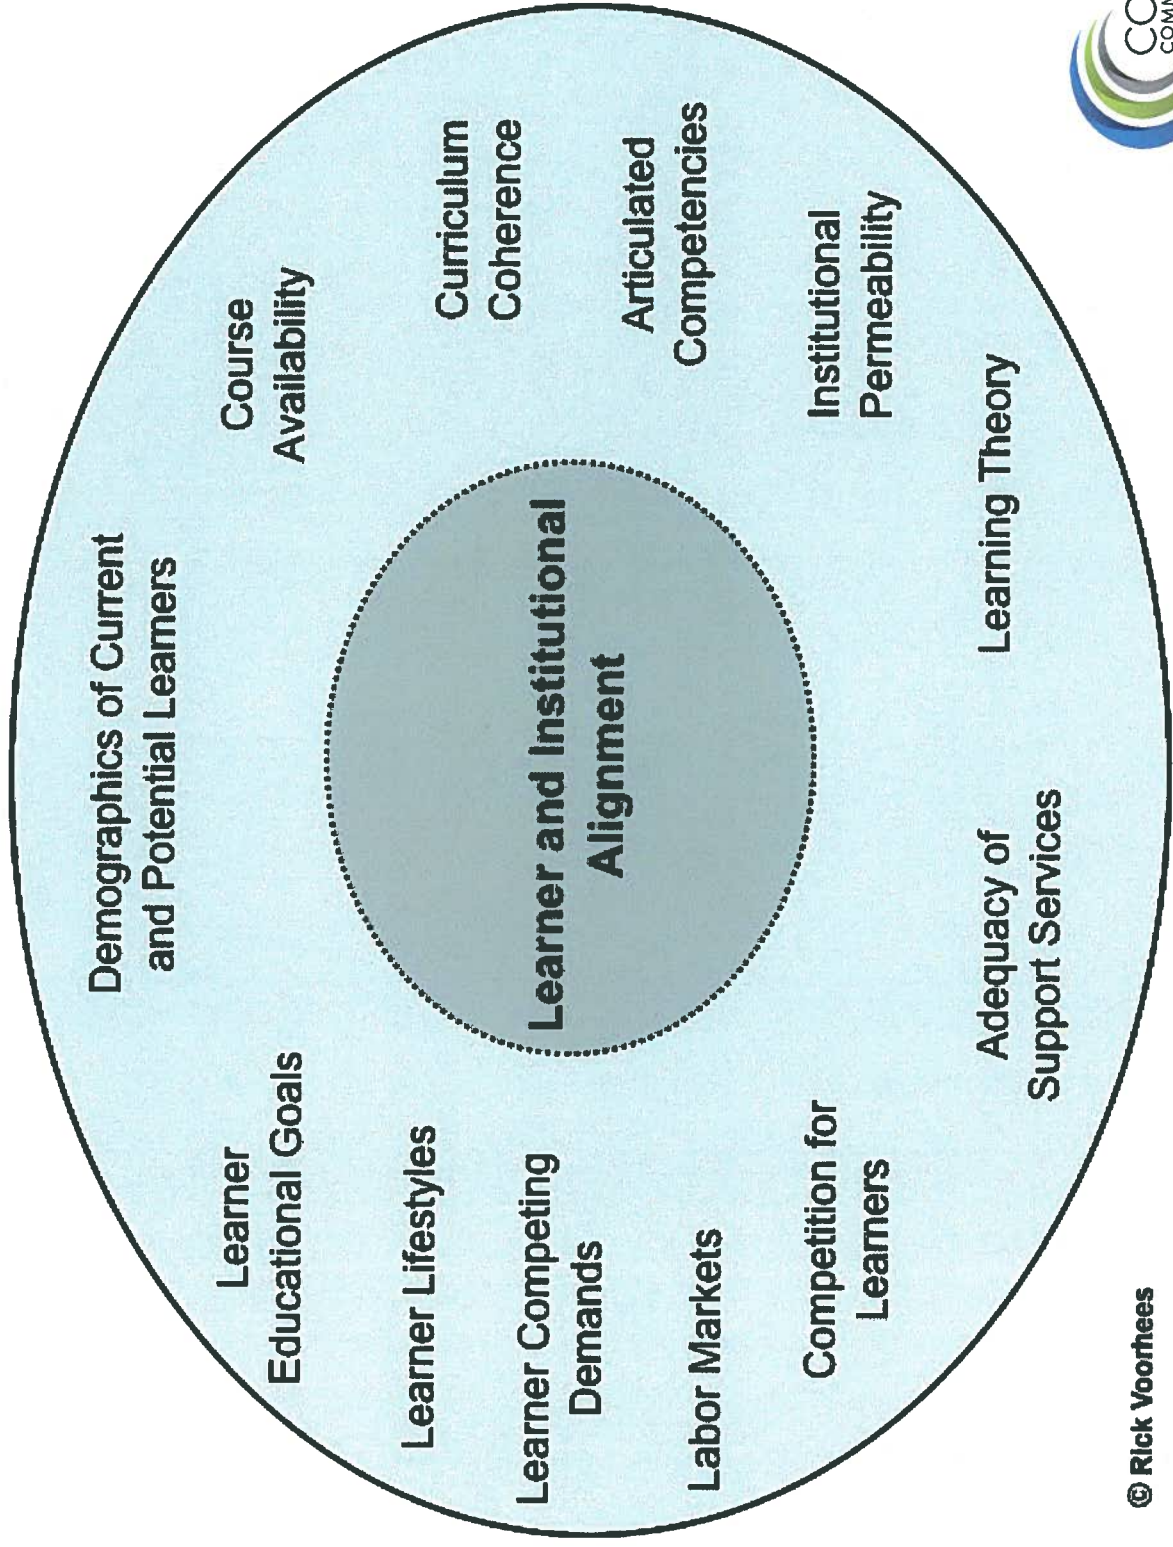 Demographics of Current
and Potential Learners
Learner
Educational Goals
Learner Lifestyles
Learner Competing
Demands
Labor Markets
Competition for
Learners
Adequacy of
Support Services
Learner and Institutional
Alignment
Course
Availability
Curriculum
Coherence
Articulated
Competencies
Institutional
Permeability
Learning Theory
© Rick Voorhees